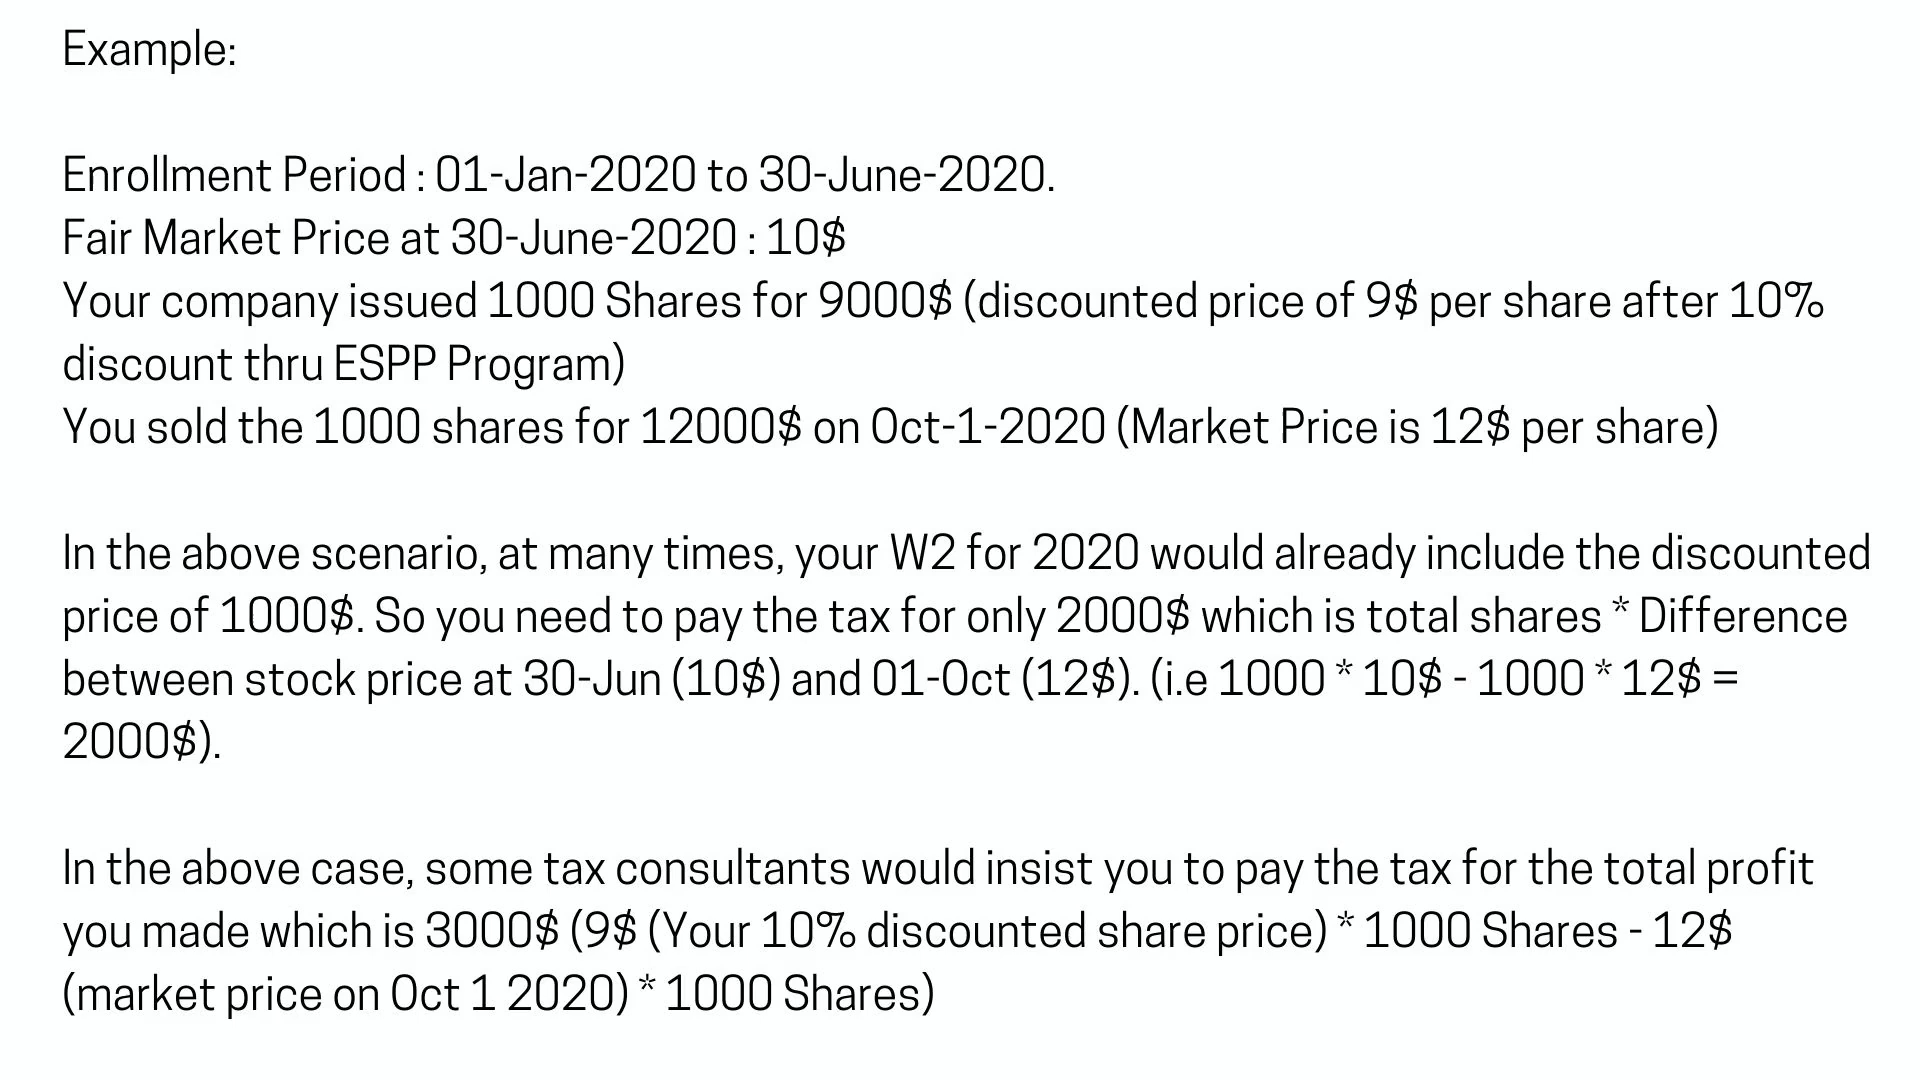 Example:
Enrollment Period : 01-Jan-2020 to 30-June-2020.
Fair Market Price at 30-June-2020 : 10$
Your company issued 1000 Shares for 9000$ (discounted price of 9$ per share after 10%
discount thru ESPP Program)
You sold the 1000 shares for 12000$ on Oct-1-2020 (Market Price is 12$ per share)
In the above scenario, at many times, your W2 for 2020 would already include the discounted
price of 1000$. So you need to pay the tax for only 2000$ which is total shares * Difference
between stock price at 30-Jun (10$) and 01-Oct (12$). (i.e 1000 * 10$ - 1000 * 12$ =
2000$).
In the above case, some tax consultants would insist you to pay the tax for the total profit
you made which is 3000$ (9$ (Your 10% discounted share price) * 1000 Shares - 12$
(market price on Oct 1 2020) * 1000 Shares)